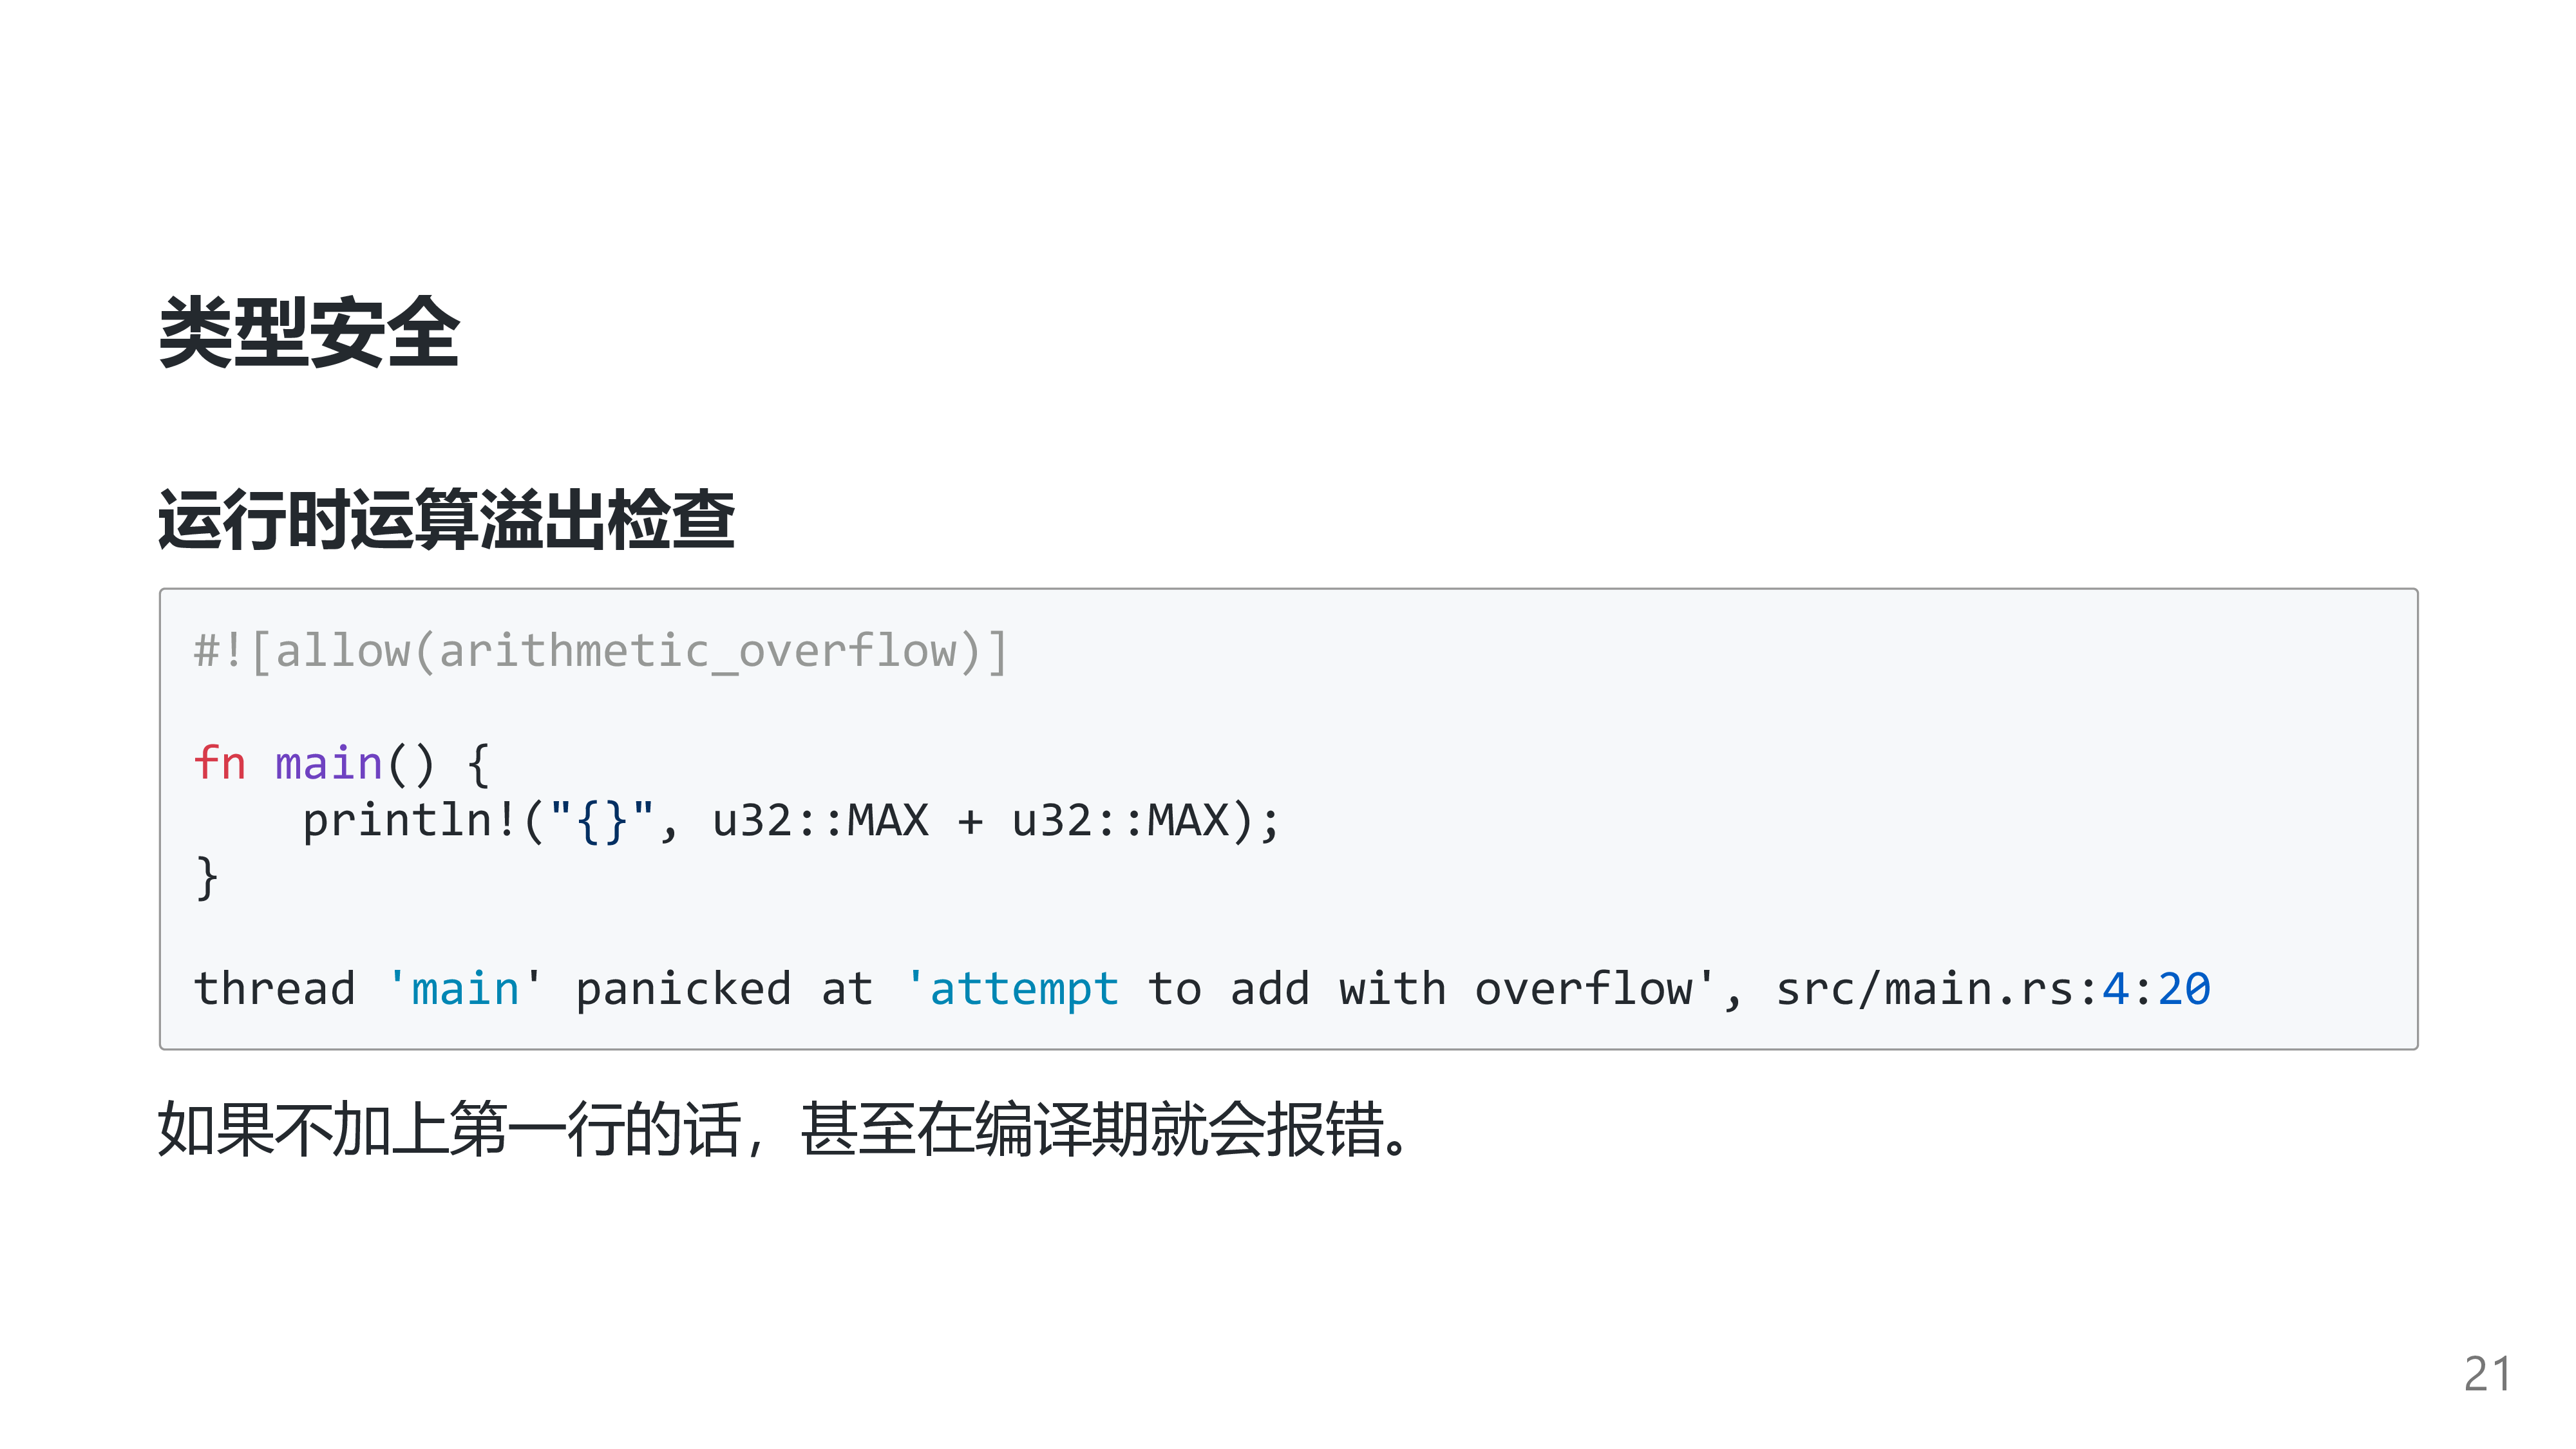 类型安全
运行时运算溢出检查
#![allow(arithmetic_overflow)]
fn main() {
    println!("{}", u32::MAX + u32::MAX);
}
thread 'main' panicked at 'attempt to add with overflow', src/main.rs:4:20
如果不加上第一行的话，甚至在编译期就会报错。
21